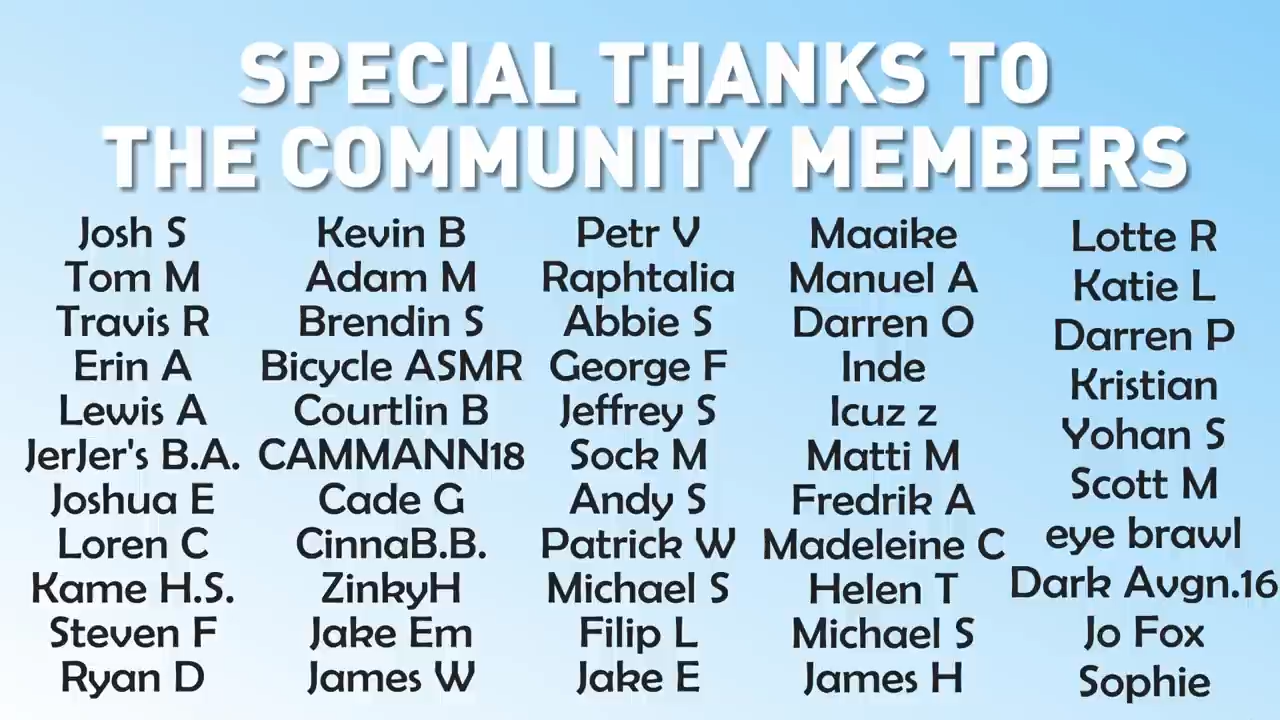 SPECIAL THANKS TO
THE COMMUNITY MEMBERS
Josh S
Tom M
Travis R
Erin A
Lewis A
JerJer's B.A.
Joshua E
Loren C
Kame H.S.
Steven F
Ryan D
Kevin B
Adam M
Brendin S
Bicycle ASMR
Courtlin B
CAMMANN18
Cade G
CinnaB.B.
ZinkyH
Jake Em
James W
Petr V
Raphtalia
Abbie S
George F
Jeffrey S
Sock M
Andy S
Patrick W
Michael S
Filip L
Jake E
Maaike
Manuel A
Darren O
Inde
Icuz z
Matti M
Fredrik A
Madeleine C
Helen T
Michael S
James H
Lotte R
Katie L
Darren P
Kristian
Yohan S
Scott M
eye brawl
Dark Avgn.16
Jo Fox
Sophie